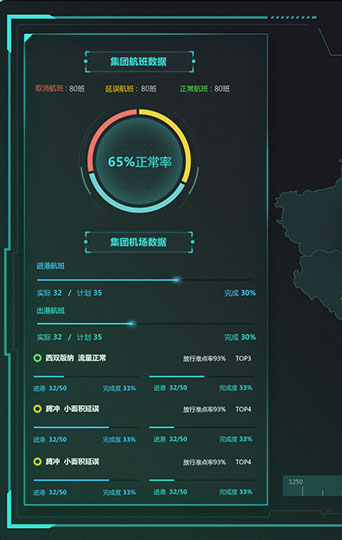 集团航班数据
取消航班：80班 延误航班：80班 正常航班：80班
65%正常率
集团机场数据
进港航班
实际 32 / 计划 35 完成 30%
出港航班
实际 32 / 计划 35 完成 30%
西双版纳 流量正常 放行准点率93% TOP3
进港 32/50 完成度 33% 进港 32/50 完成度 33%
腾冲 小面积延误 放行准点率93% TOP4
进港 32/50 完成度 33% 进港 32/50 完成度 33%
腾冲 小面积延误 放行准点率93% TOP4
进港 32/50 完成度 33% 进港 32/50 完成度 33%
1250